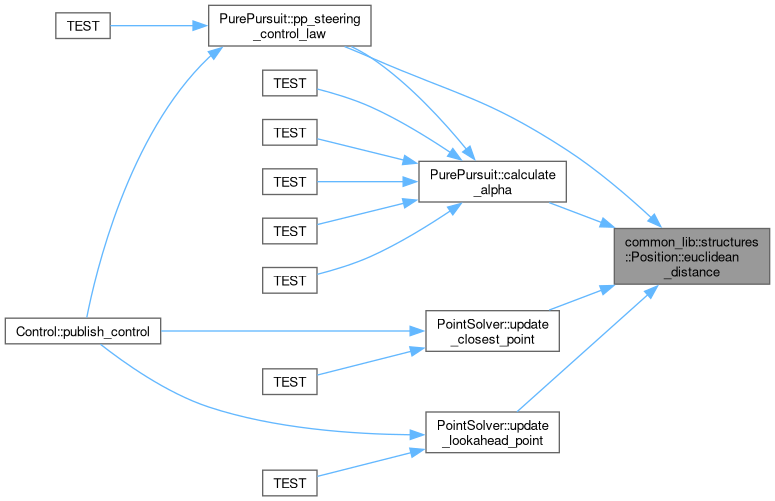 TEST
PurePursuit::pp_steering
_control_law
TEST
TEST
TEST
TEST
TEST
PurePursuit::calculate
_alpha
common_lib::structures
::Position::euclidean
_distance
Control::publish_control
PointSolver::update
_closest_point
TEST
PointSolver::update
_lookahead_point
TEST